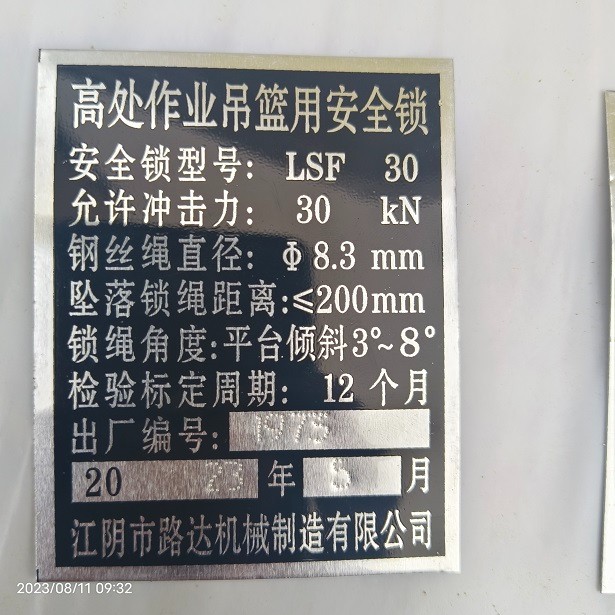 高处作业吊篮用安全锁
安全锁型号: LSF 30
允许冲击力: 30 kN
钢丝绳直径: Φ8.3 mm
坠落锁绳距离:≤200mm
锁绳角度:平台倾斜3°~8°
检验标定周期: 12 个月
出厂编号:
20 23 年 6 月
江阴市路达机械制造有限公司
2023/08/11 09:32